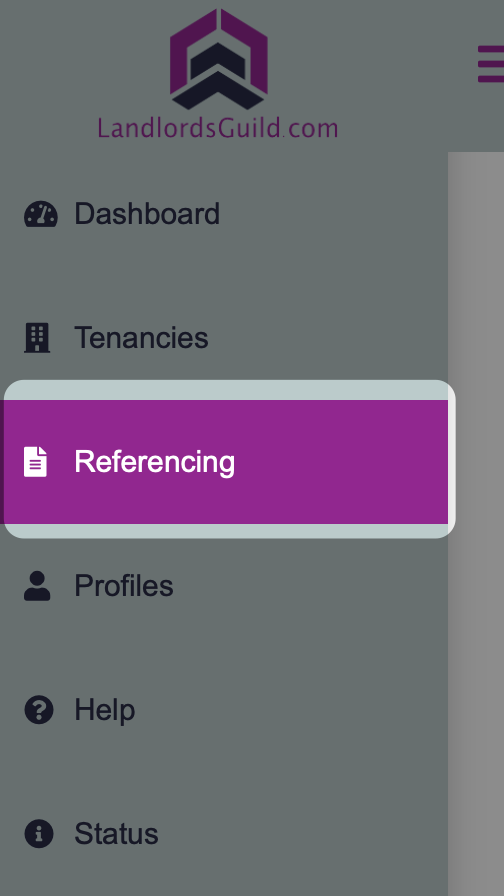 LandlordsGuild.com
Dashboard
Tenancies
Referencing
Profiles
Help
Status